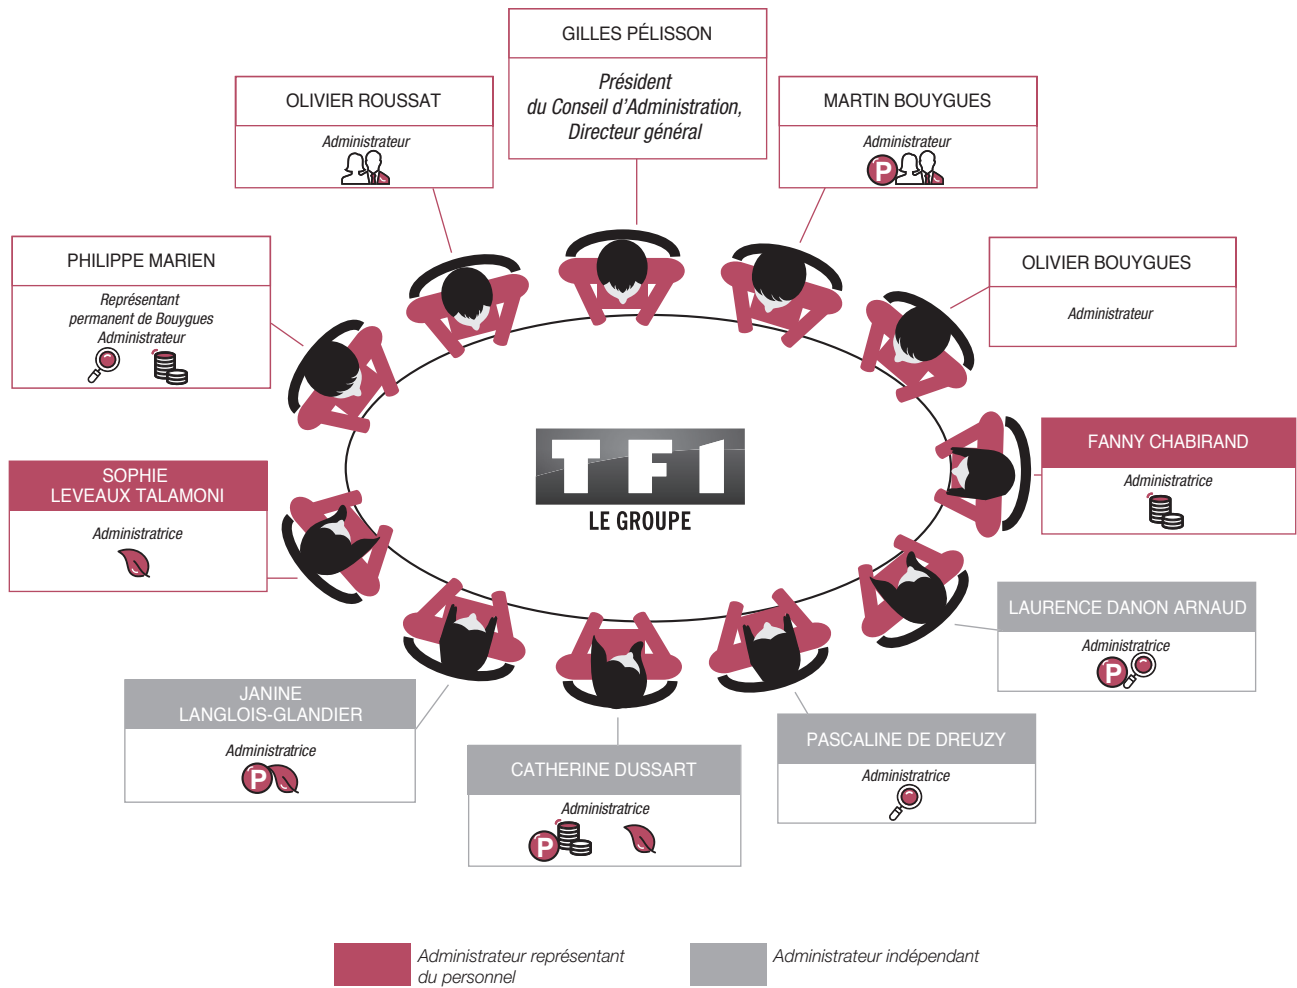 GILLES PÉLISSON
Président
du Conseil d'Administration,
Directeur général
OLIVIER ROUSSAT
Administrateur
MARTIN BOUYGUES
Administrateur
P
PHILIPPE MARIEN
Représentant
permanent de Bouygues
Administrateur
OLIVIER BOUYGUES
Administrateur
SOPHIE
LEVEAUX TALAMONI
Administratrice
TF1
LE GROUPE
FANNY CHABIRAND
Administratrice
LAURENCE DANON ARNAUD
Administratrice
P
JANINE
LANGLOIS-GLANDIER
Administratrice
P
CATHERINE DUSSART
Administratrice
P
PASCALINE DE DREUZY
Administratrice
Administrateur représentant
du personnel
Administrateur indépendant